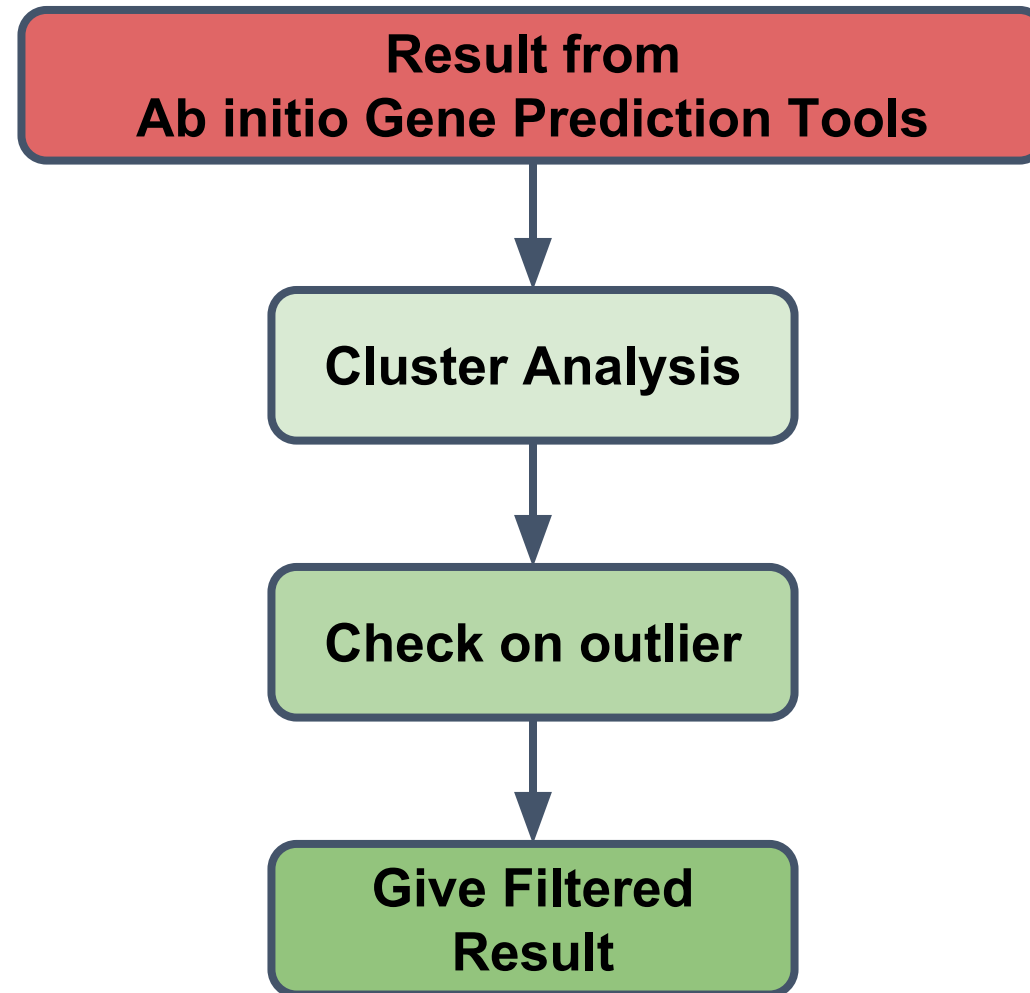 Result from
Ab initio Gene Prediction Tools
Cluster Analysis
Check on outlier
Give Filtered
Result